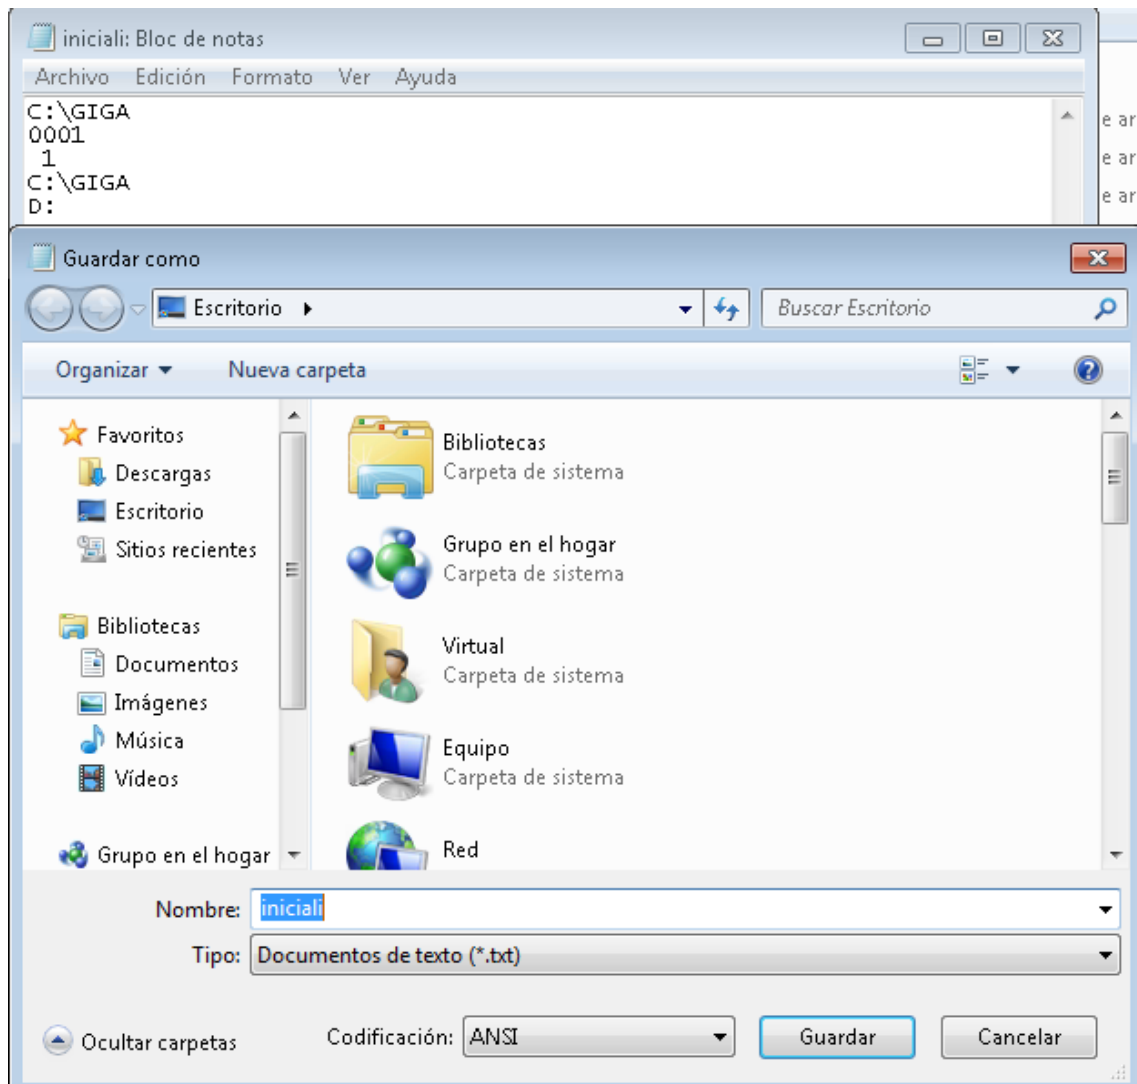 iniciali: Bloc de notas
Archivo Edición Formato Ver Ayuda
C:\GIGA
0001
1
C:\GIGA
D:
e ar
e ar
e ar
Guardar como
Escritorio
Buscar Escritorio
Organizar Nueva carpeta
Favoritos
Descargas
Escritorio
Sitios recientes
Bibliotecas
Documentos
Imágenes
Música
Vídeos
Grupo en el hogar
Bibliotecas
Carpeta de sistema
Grupo en el hogar
Carpeta de sistema
Virtual
Carpeta de sistema
Equipo
Carpeta de sistema
Red
Nombre: iniciali
Tipo: Documentos de texto (*.txt)
Ocultar carpetas Codificación: ANSI Guardar Cancelar